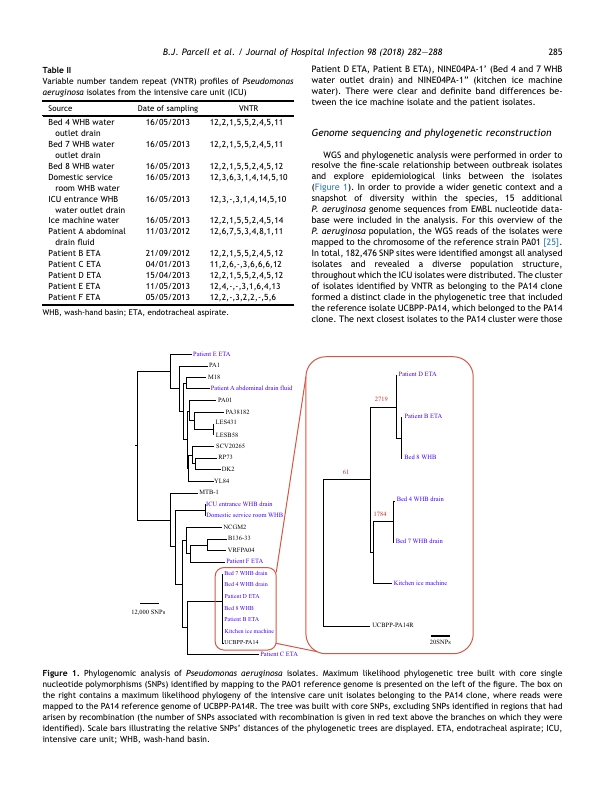 B.J. Parcell et al. / Journal of Hospital Infection 98 (2018) 282–288
285
Table II
Variable number tandem repeat (VNTR) profiles of Pseudomonas
aeruginosa isolates from the intensive care unit (ICU)
Source Date of sampling VNTR
Bed 4 WHB water 16/05/2013 12,2,1,5,5,2,4,5,11
outlet drain
Bed 7 WHB water 16/05/2013 12,2,1,5,5,2,4,5,11
outlet drain
Bed 8 WHB water 16/05/2013 12,2,1,5,5,2,4,5,12
Domestic service 16/05/2013 12,3,6,3,1,4,14,5,10
room WHB water
ICU entrance WHB 16/05/2013 12,3,-,3,1,4,14,5,10
water outlet drain
Ice machine water 16/05/2013 12,2,1,5,5,2,4,5,14
Patient A abdominal 11/03/2012 12,6,7,5,3,4,8,1,11
drain fluid
Patient B ETA 21/09/2012 12,2,1,5,5,2,4,5,12
Patient C ETA 04/01/2013 11,2,6,-,3,6,6,6,12
Patient D ETA 15/04/2013 12,2,1,5,5,2,4,5,12
Patient E ETA 11/05/2013 12,4,-,-,3,1,6,4,13
Patient F ETA 05/05/2013 12,2,-,3,2,2,-,5,6
WHB, wash-hand basin; ETA, endotracheal aspirate.
Patient D ETA, Patient B ETA), NINE04PA-1’ (Bed 4 and 7 WHB
water outlet drain) and NINE04PA-1” (kitchen ice machine
water). There were clear and definite band differences be-
tween the ice machine isolate and the patient isolates.
Genome sequencing and phylogenetic reconstruction
WGS and phylogenetic analysis were performed in order to
resolve the fine-scale relationship between outbreak isolates
and explore epidemiological links between the isolates
(Figure 1). In order to provide a wider genetic context and a
snapshot of diversity within the species, 15 additional
P. aeruginosa genome sequences from EMBL nucleotide data-
base were included in the analysis. For this overview of the
P. aeruginosa population, the WGS reads of the isolates were
mapped to the chromosome of the reference strain PA01 [25].
In total, 182,476 SNP sites were identified amongst all analysed
isolates and revealed a diverse population structure,
throughout which the ICU isolates were distributed. The cluster
of isolates identified by VNTR as belonging to the PA14 clone
formed a distinct clade in the phylogenetic tree that included
the reference isolate UCBPP-PA14, which belonged to the PA14
clone. The next closest isolates to the PA14 cluster were those
Patient E ETA
PA1
M18
Patient A abdominal drain fluid
PA01
PA38182
LES431
LESB58
SCV20265
RP73
DK2
YL84
MTB-1
ICU entrance WHB drain
Domestic service room WHB
NCGM2
B136-33
VRFPA04
Patient F ETA
Bed 7 WHB drain
Bed 4 WHB drain
Patient D ETA
Bed 8 WHB
Patient B ETA
Kitchen ice machine
UCBPP-PA14
Patient C ETA
12,000 SNPs
Patient D ETA
2719
Patient B ETA
Bed 8 WHB
61
Bed 4 WHB drain
1784
Bed 7 WHB drain
Kitchen ice machine
UCBPP-PA14R
20SNPs
Figure 1. Phylogenomic analysis of Pseudomonas aeruginosa isolates. Maximum likelihood phylogenetic tree built with core single
nucleotide polymorphisms (SNPs) identified by mapping to the PAO1 reference genome is presented on the left of the figure. The box on
the right contains a maximum likelihood phylogeny of the intensive care unit isolates belonging to the PA14 clone, where reads were
mapped to the PA14 reference genome of UCBPP-PA14R. The tree was built with core SNPs, excluding SNPs identified in regions that had
arisen by recombination (the number of SNPs associated with recombination is given in red text above the branches on which they were
identified). Scale bars illustrating the relative SNPs’ distances of the phylogenetic trees are displayed. ETA, endotracheal aspirate; ICU,
intensive care unit; WHB, wash-hand basin.